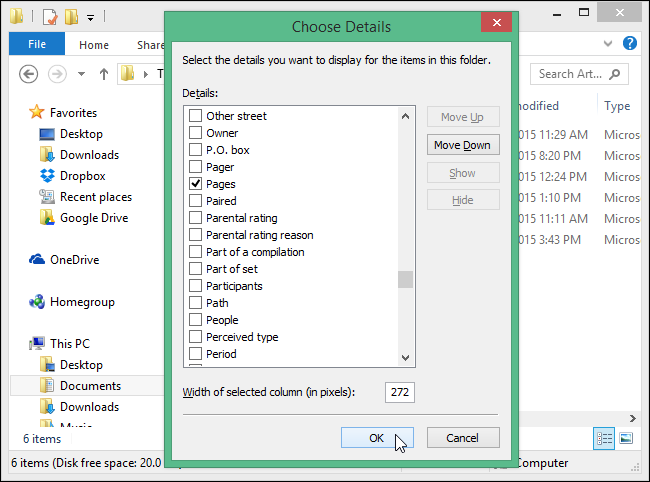 Choose Details
File
Home
T
Search Art...
Select the details you want to display for the items in this folder.
Details:
Other street
Owner
P.O. box
Pager
Pages
Paired
Parental rating
Parental rating reason
Part of a compilation
Part of set
Participants
Path
People
Perceived type
Period
Move Up
Move Down
Show
Hide
Width of selected column (in pixels): 272
OK
Cancel
Favorites
Desktop
Downloads
Dropbox
Recent places
Google Drive
OneDrive
Homegroup
This PC
Desktop
Documents
Downloads
Music
odified
015 11:29 AM Micros
015 8:20 PM Micros
015 12:24 PM Micros
015 1:10 PM Micros
015 11:11 AM Micros
015 3:43 PM Micros
6 items
6 items (Disk free space: 20.0
Computer